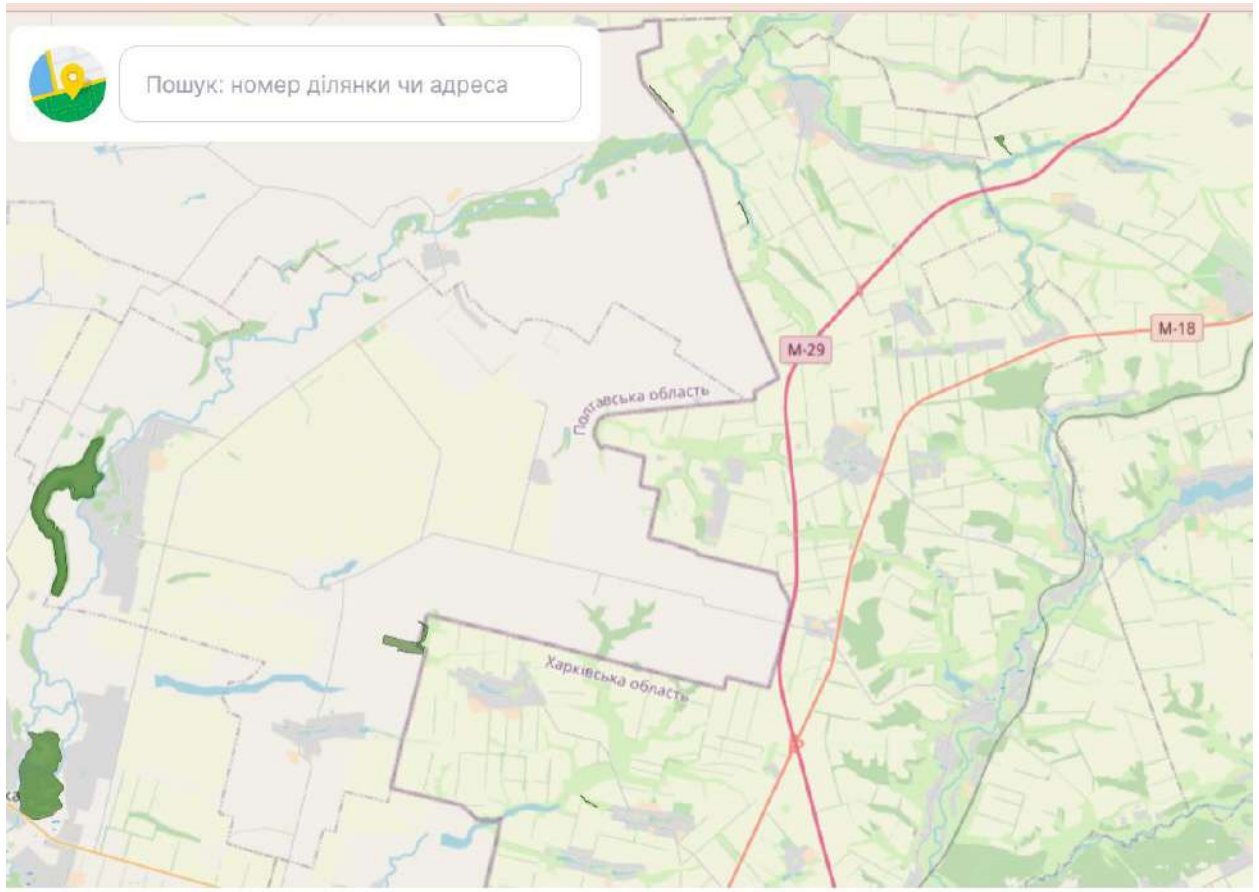 Пошук: номер ділянки чи адреса
М-29
М-18
Полтавська область
Харківська область